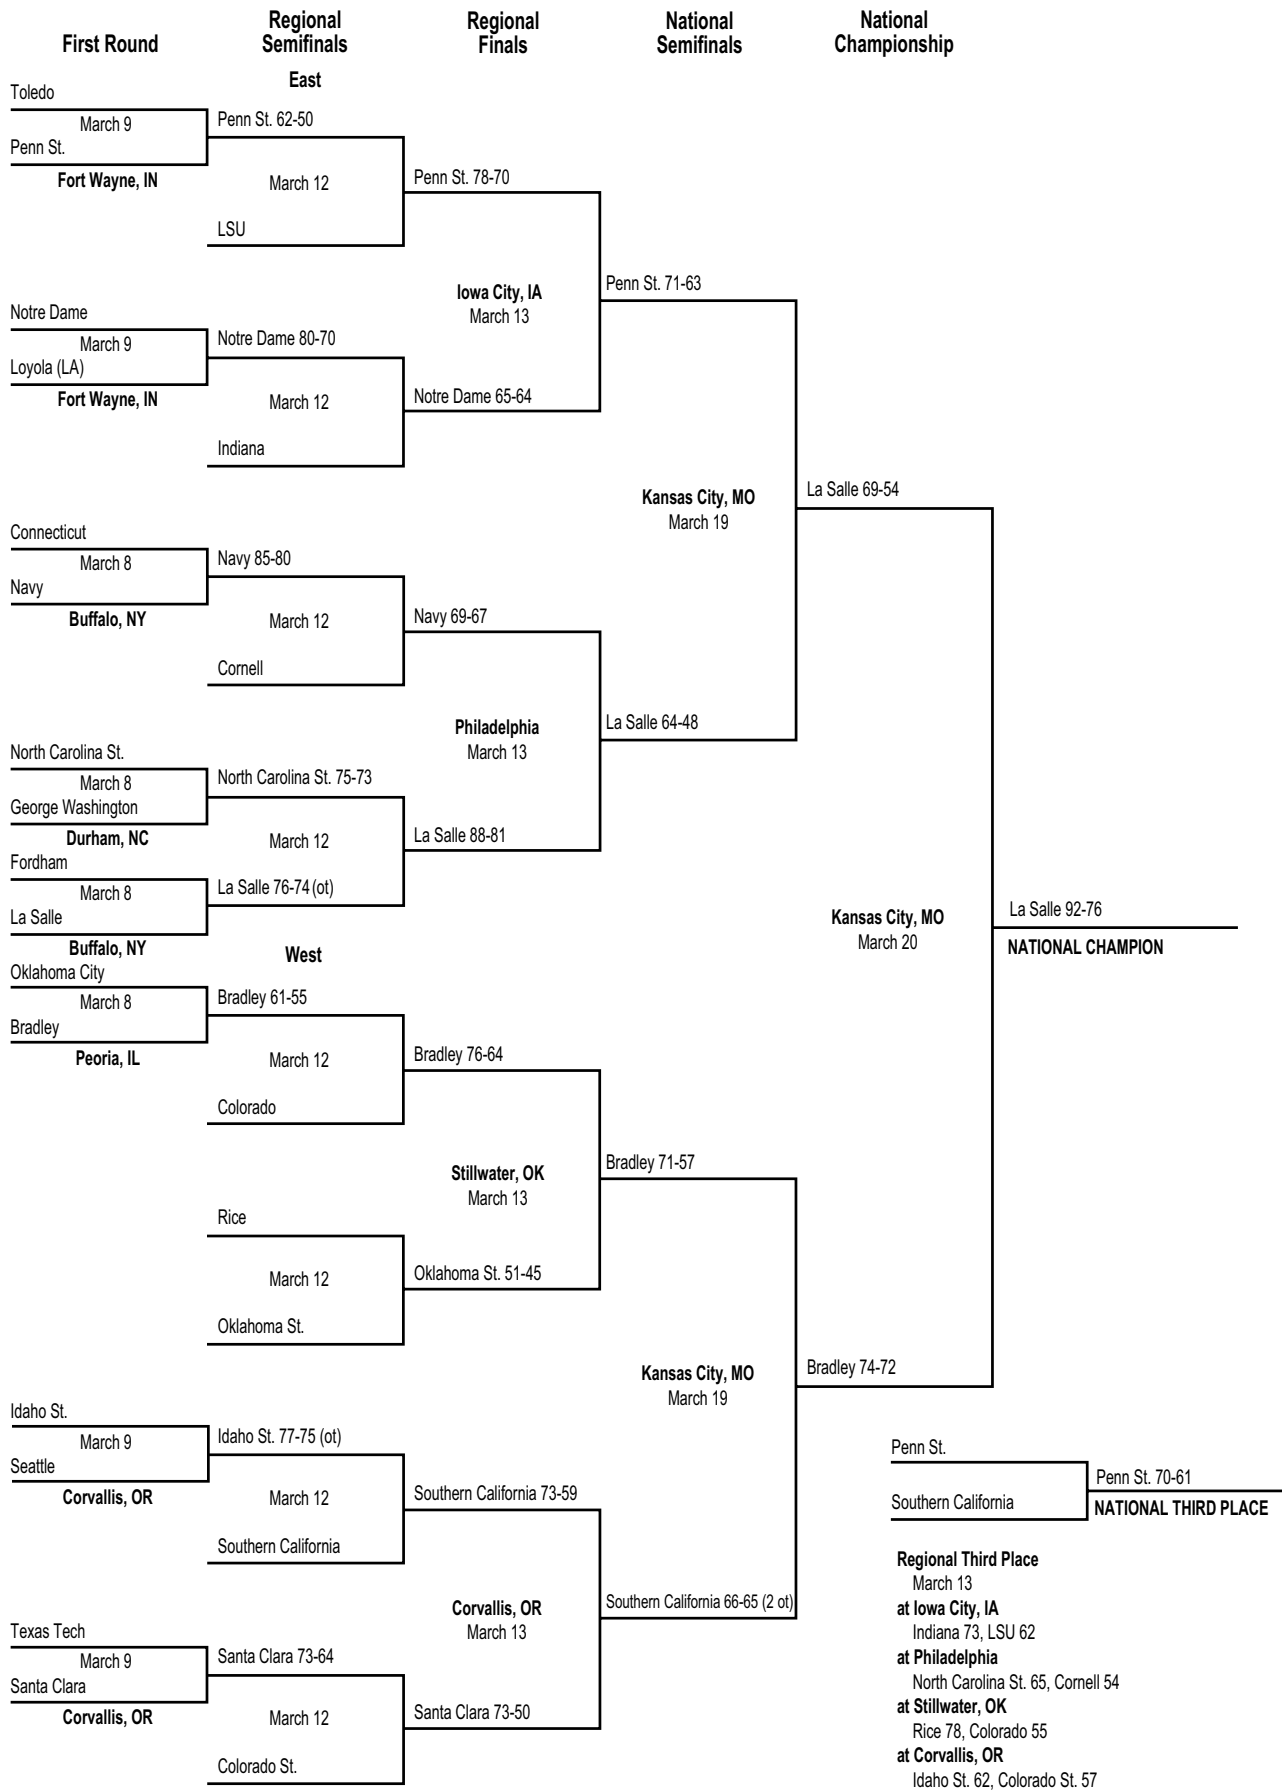 First Round
Regional
Semifinals
Regional
Finals
National
Semifinals
National
Championship
East
Toledo
March 9
Penn St.
Fort Wayne, IN
Penn St. 62-50
March 12
LSU
Penn St. 78-70
Iowa City, IA
March 13
Penn St. 71-63
Notre Dame
March 9
Loyola (LA)
Fort Wayne, IN
Notre Dame 80-70
March 12
Indiana
Notre Dame 65-64
Kansas City, MO
March 19
La Salle 69-54
Connecticut
March 8
Navy
Buffalo, NY
Navy 85-80
March 12
Cornell
Navy 69-67
Philadelphia
March 13
La Salle 64-48
North Carolina St.
March 8
George Washington
Durham, NC
North Carolina St. 75-73
March 12
La Salle 88-81
Fordham
March 8
La Salle
Buffalo, NY
La Salle 76-74 (ot)
Kansas City, MO
March 20
La Salle 92-76
NATIONAL CHAMPION
West
Oklahoma City
March 8
Bradley
Peoria, IL
Bradley 61-55
March 12
Colorado
Bradley 76-64
Stillwater, OK
March 13
Bradley 71-57
Rice
March 12
Oklahoma St.
Oklahoma St. 51-45
Kansas City, MO
March 19
Bradley 74-72
Idaho St.
March 9
Seattle
Corvallis, OR
Idaho St. 77-75 (ot)
March 12
Southern California
Southern California 73-59
Corvallis, OR
March 13
Southern California 66-65 (2 ot)
Texas Tech
March 9
Santa Clara
Corvallis, OR
Santa Clara 73-64
March 12
Colorado St.
Santa Clara 73-50
Penn St.
Southern California
Penn St. 70-61
NATIONAL THIRD PLACE
Regional Third Place
March 13
at Iowa City, IA
Indiana 73, LSU 62
at Philadelphia
North Carolina St. 65, Cornell 54
at Stillwater, OK
Rice 78, Colorado 55
at Corvallis, OR
Idaho St. 62, Colorado St. 57